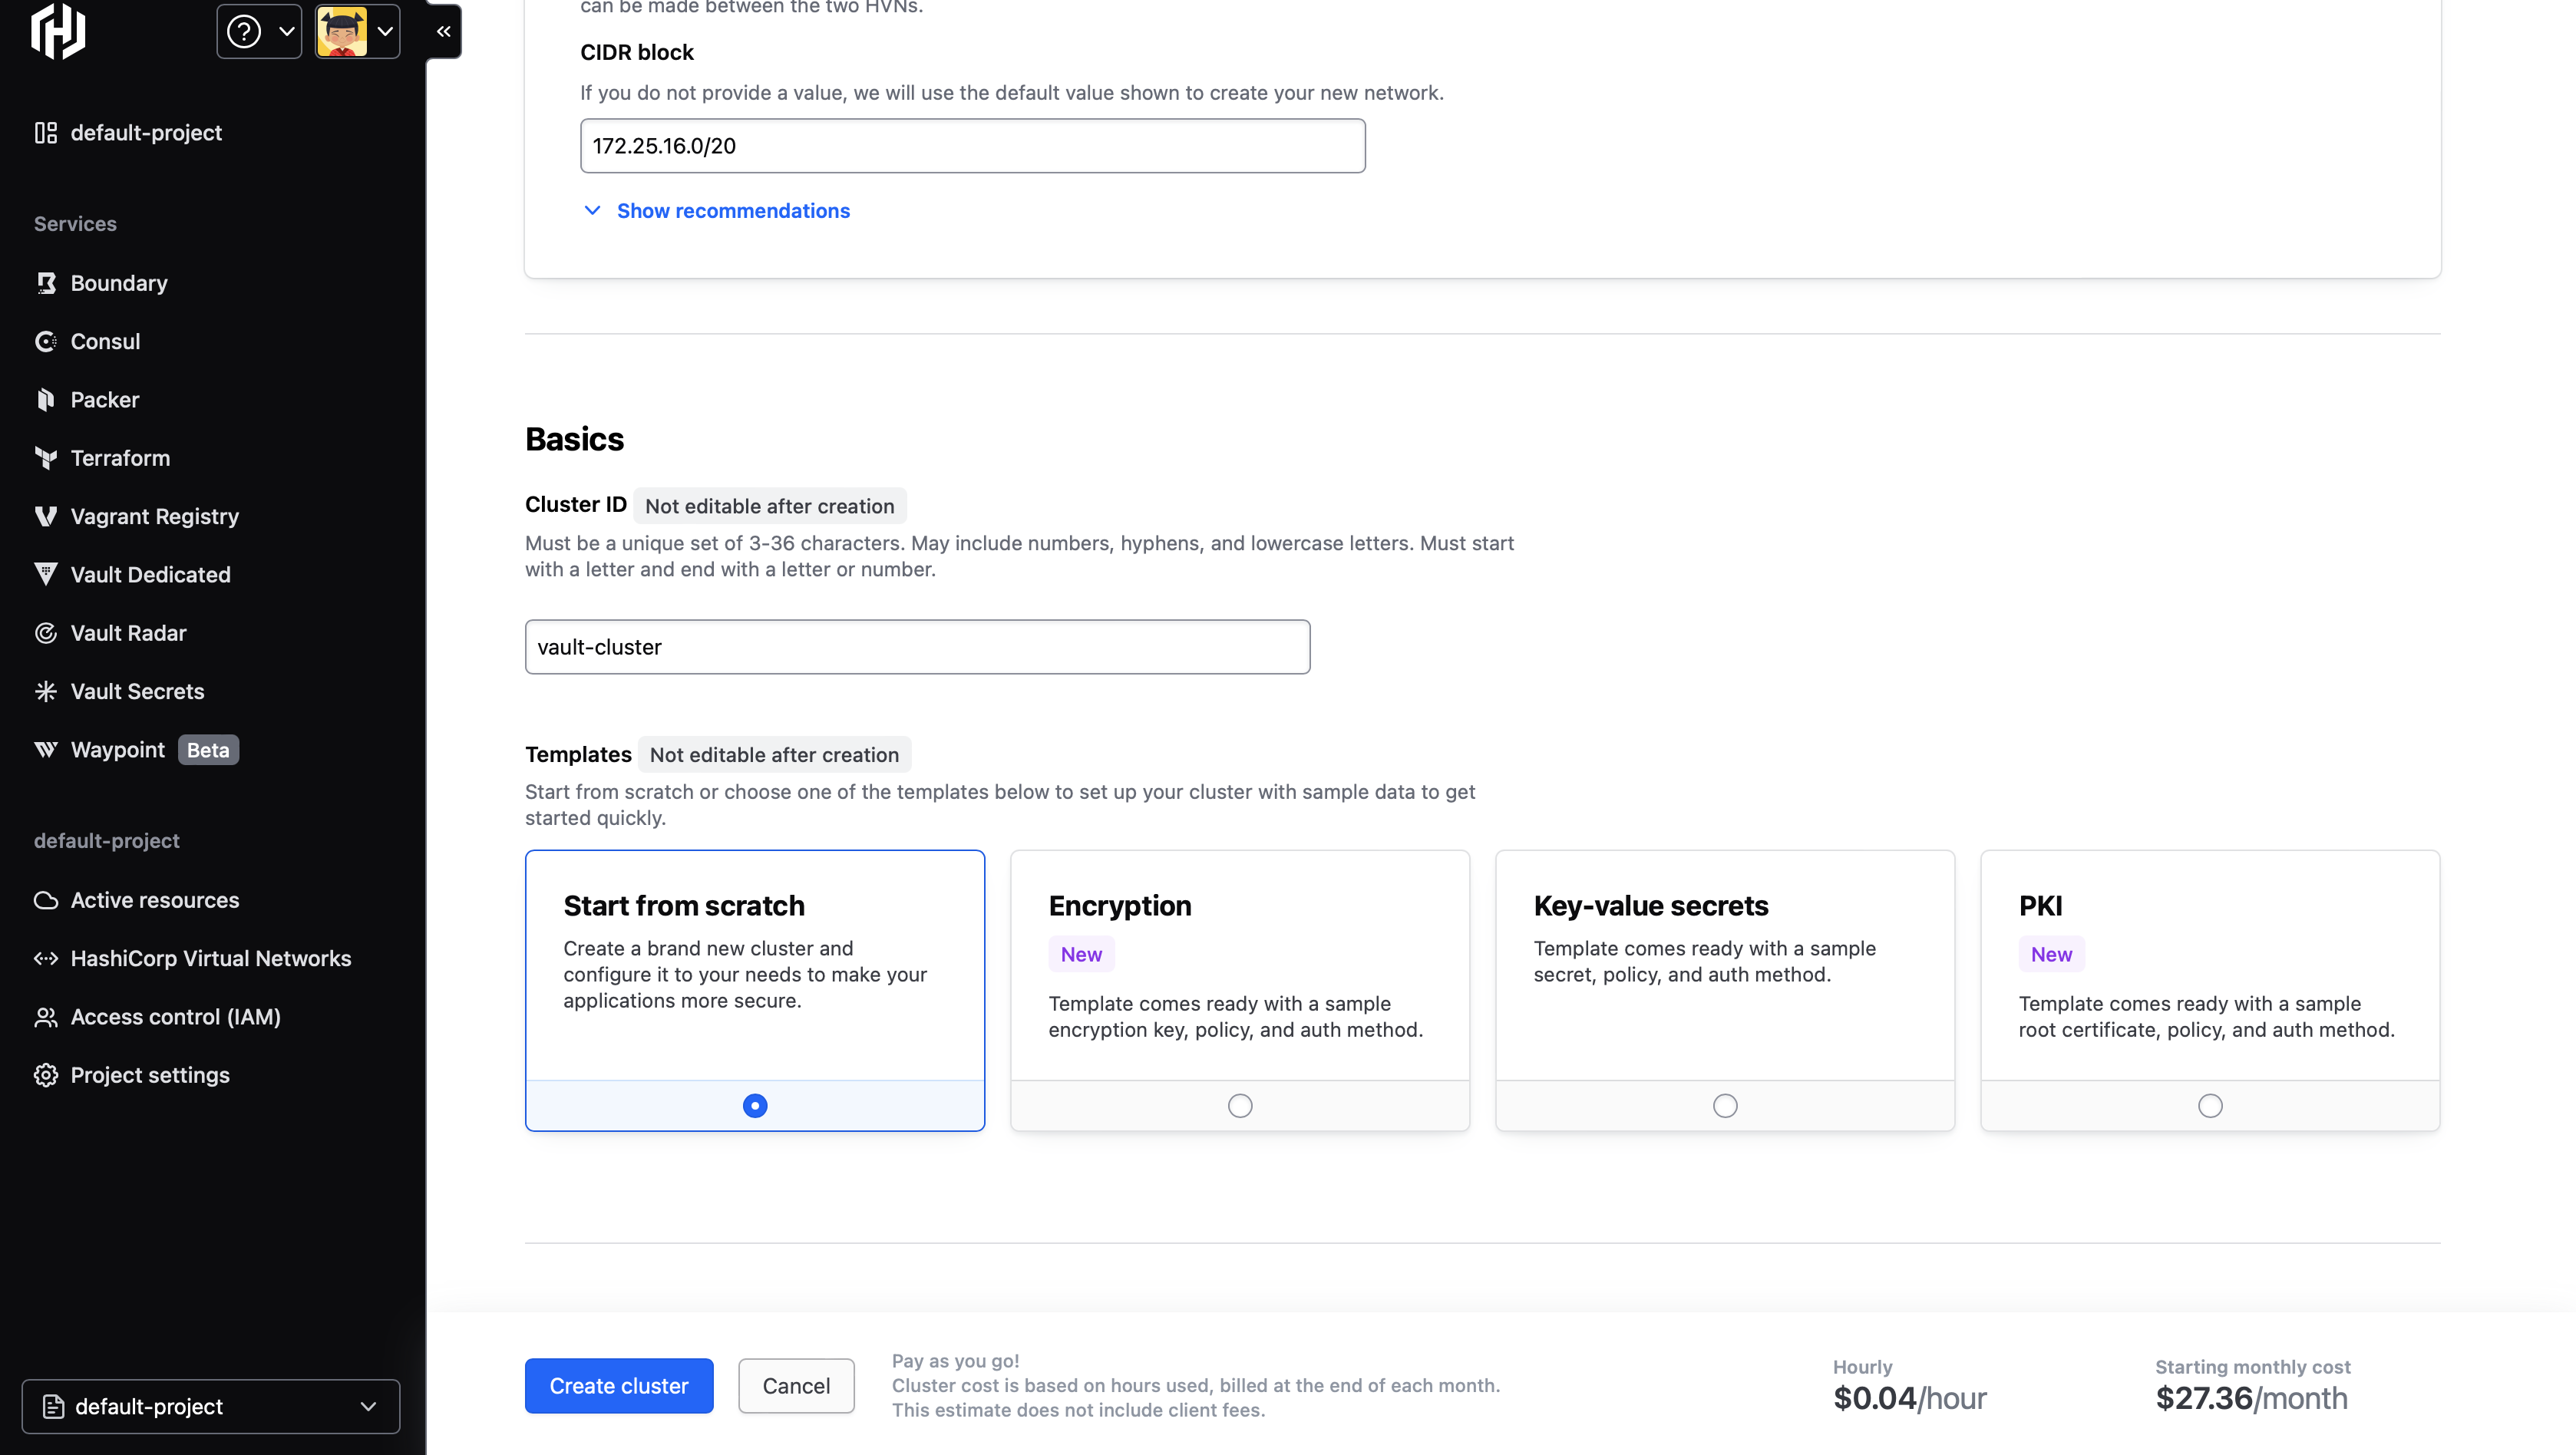 default-project
Services
Boundary
Consul
Packer
Terraform
Vagrant Registry
Vault Dedicated
Vault Radar
Vault Secrets
Waypoint Beta
default-project
Active resources
HashiCorp Virtual Networks
Access control (IAM)
Project settings
default-project
can be made between the two HVNs.
CIDR block
If you do not provide a value, we will use the default value shown to create your new network.
172.25.16.0/20
Show recommendations
Basics
Cluster ID Not editable after creation
Must be a unique set of 3-36 characters. May include numbers, hyphens, and lowercase letters. Must start
with a letter and end with a letter or number.
vault-cluster
Templates Not editable after creation
Start from scratch or choose one of the templates below to set up your cluster with sample data to get
started quickly.
Start from scratch
Create a brand new cluster and
configure it to your needs to make your
applications more secure.
Encryption
New
Template comes ready with a sample
encryption key, policy, and auth method.
Key-value secrets
Template comes ready with a sample
secret, policy, and auth method.
PKI
New
Template comes ready with a sample
root certificate, policy, and auth method.
Create cluster
Cancel
Pay as you go!
Cluster cost is based on hours used, billed at the end of each month.
This estimate does not include client fees.
Hourly
$0.04/hour
Starting monthly cost
$27.36/month